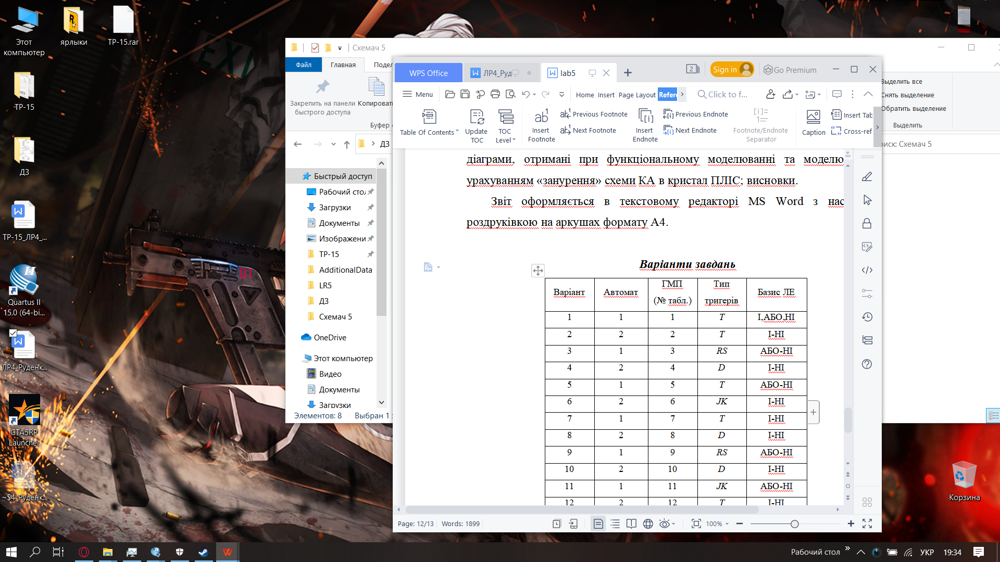 Этот
компьютер
ярлыки
TP-15.rar
TP-15
ДЗ
TP-15_ЛР4_...
Quartus II
15.0 (64-bi...
ЛР4_Руденк...
GTA5RP
Launcher
~$4_Руденк...
Корзина
Схемач 5
Файл
Главная
Подел
Закрепить на панели
быстрого доступа
Копировать
Буфер
ДЗ
Быстрый доступ
Рабочий стол
Загрузки
Документы
Изображени
TP-15
AdditionalData
LR5
ДЗ
Схемач 5
OneDrive
Этот компьютер
Видео
Документы
Загрузки
Элементов: 8
Выбран 1
Выделить все
Снять выделение
Обратить выделение
Выделить
иск: Схемач 5
WPS Office
ЛР4_Руд
lab5
2
Sign in
Go Premium
Menu
Home
Insert
Page Layout
Refere
Click to f...
Table Of Contents
Update
TOC
TOC
Level
Insert
Footnote
Previous Footnote
Next Footnote
Insert
Endnote
Previous Endnote
Next Endnote
Footnote/Endnote
Separator
Caption
Insert Tab
Cross-ref
діаграми, отримані при функціональному моделюванні та моделю
урахуванням «занурення» схеми КА в кристал ПЛІС; висновки.
Звіт оформляється в текстовому редакторі MS Word з нас
роздруківкою на аркушах формату А4.
Варіанти завдань
Варіант Автомат ГМП (№ табл.) Тип тригерів Базис ЛЕ
1 1 1 T І,АБО,НІ
2 2 2 T І-НІ
3 1 3 RS АБО-НІ
4 2 4 D І-НІ
5 1 5 T АБО-НІ
6 2 6 JK І-НІ
7 1 7 T І-НІ
8 2 8 D І-НІ
9 1 9 RS АБО-НІ
10 2 10 D І-НІ
11 1 11 JK АБО-НІ
12 2 12 T І-НІ
Page: 12/13 Words: 1899
100%
Рабочий стол
УКР
19:34